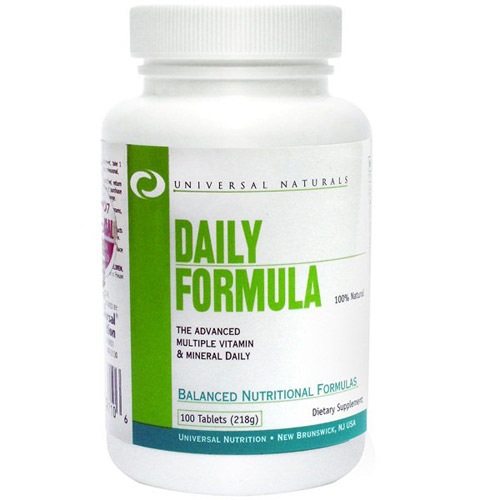 UNIVERSAL NATURALS
DAILY
FORMULA
100% Natural
THE ADVANCED
MULTIPLE VITAMIN
& MINERAL DAILY
BALANCED NUTRITIONAL FORMULAS
100 Tablets (218g)
Dietary Supplement
UNIVERSAL NUTRITION • NEW BRUNSWICK, NJ USA